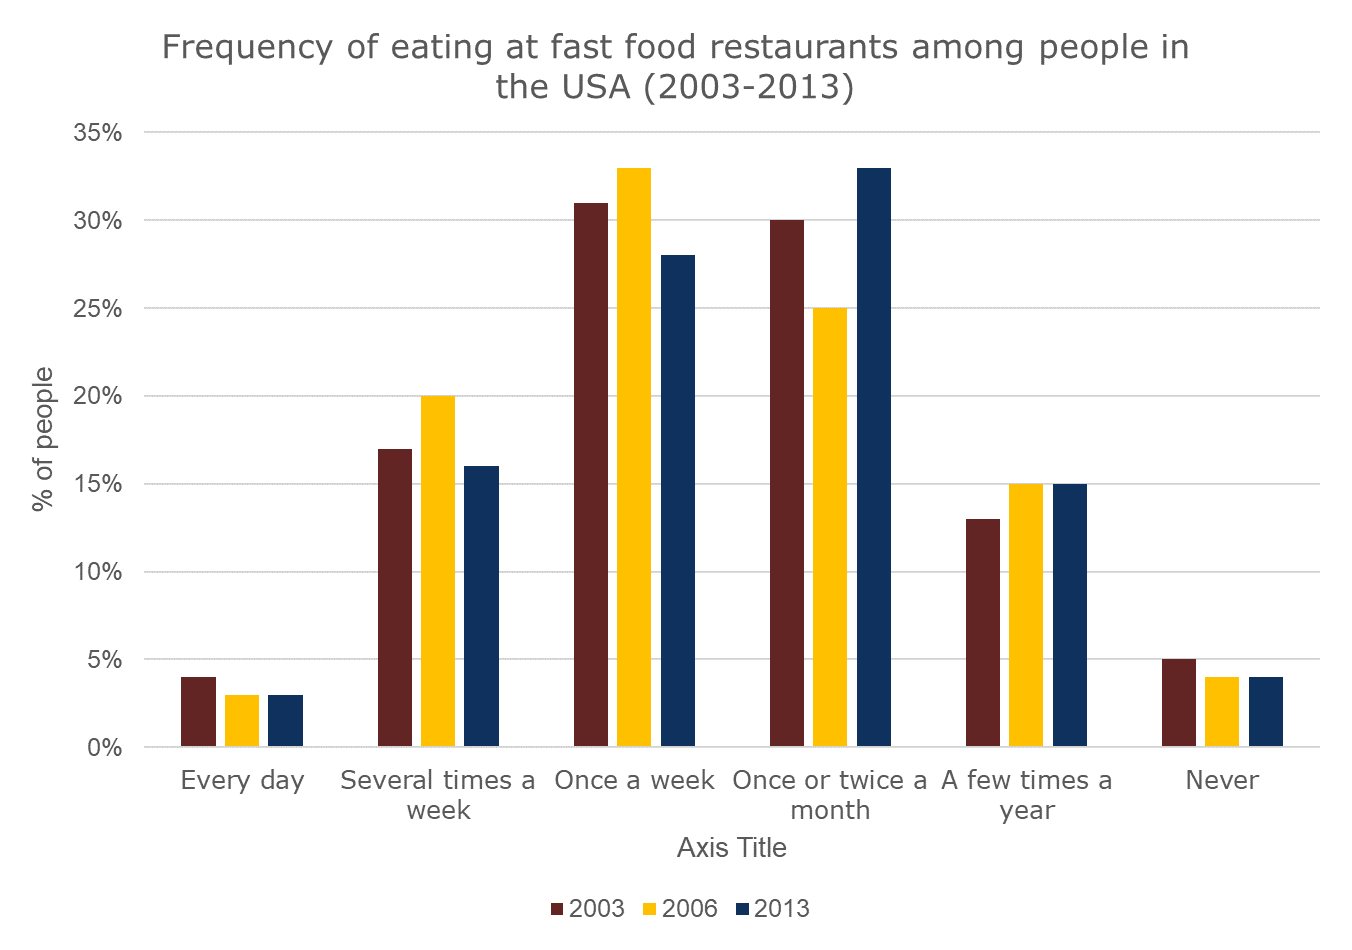 Frequency of eating at fast food restaurants among people in
the USA (2003-2013)
35%
30%
25%
20%
15%
10%
5%
0%
% of people
Every day
Several times a
week
Once a week
Once or twice a
month
A few times a
year
Never
Axis Title
2003
2006
2013